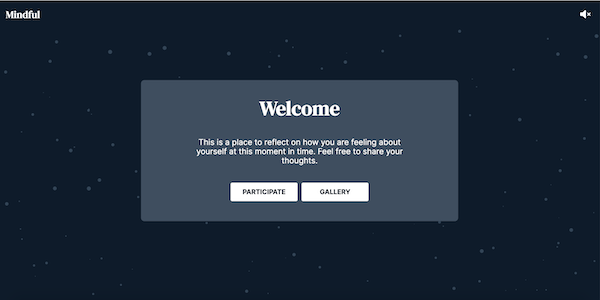 Mindful
Welcome
This is a place to reflect on how you are feeling about
yourself at this moment in time. Feel free to share your
thoughts.
PARTICIPATE
GALLERY